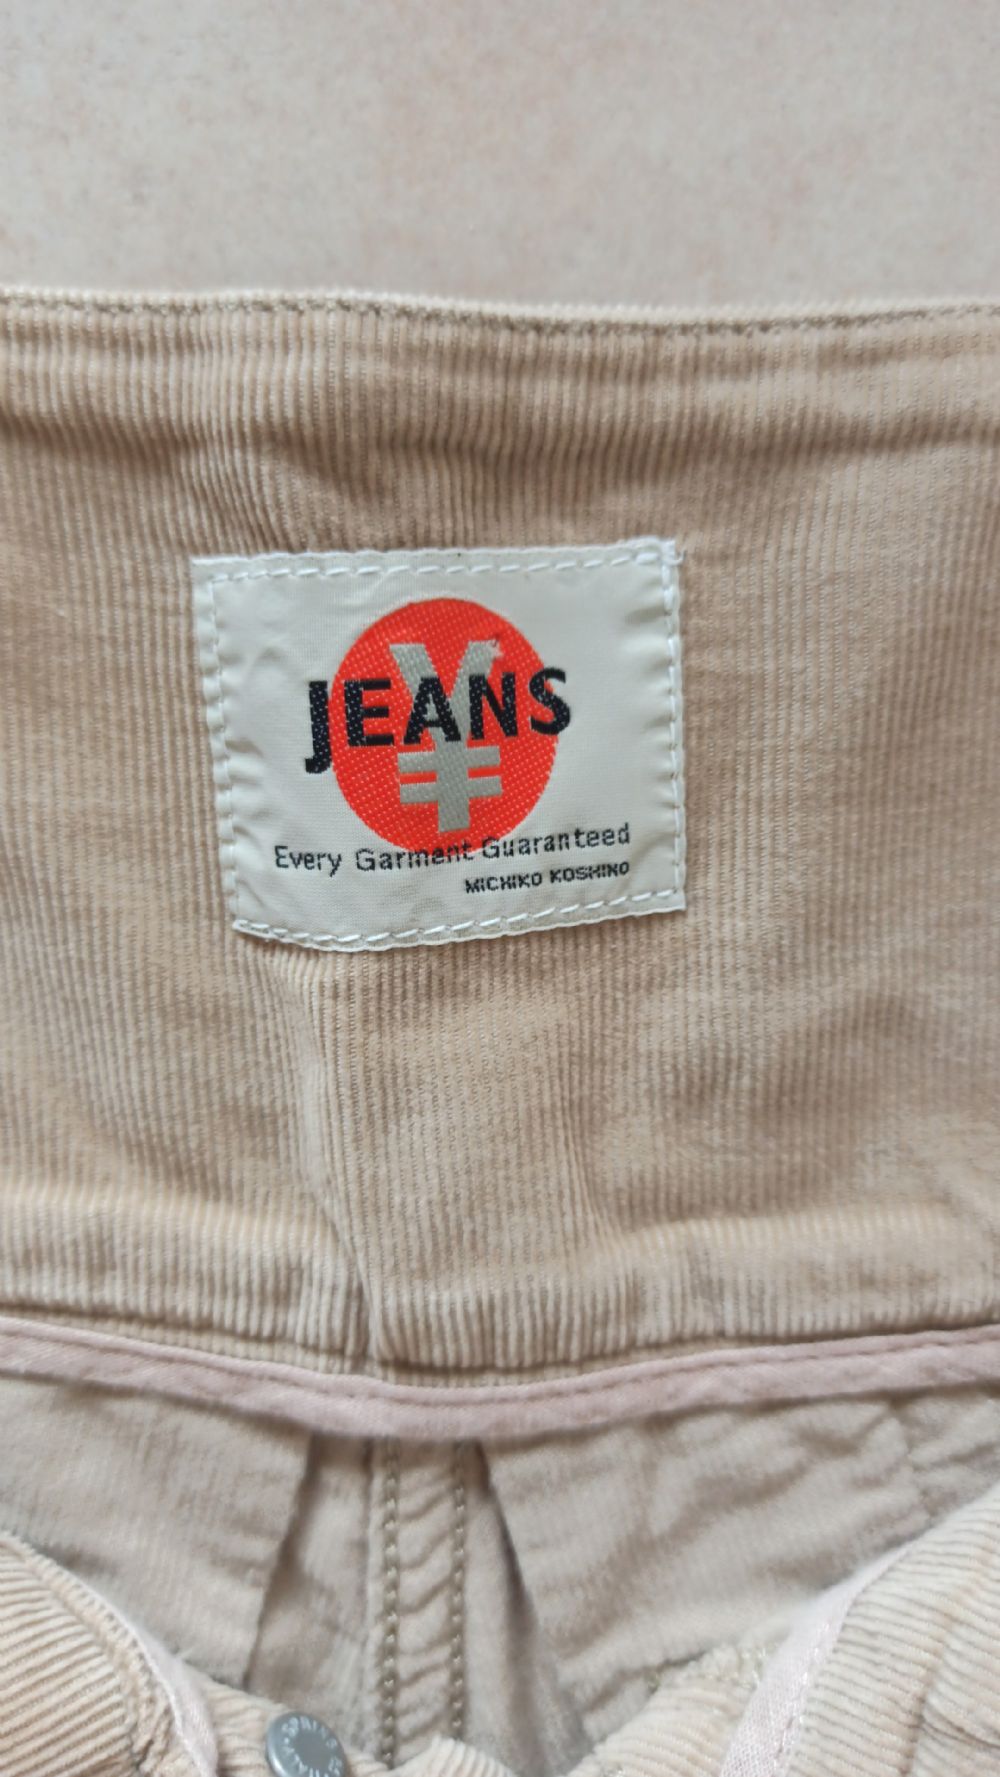 ¥
JEANS
Every Garment Guaranteed
MICHIKO KOSHINO